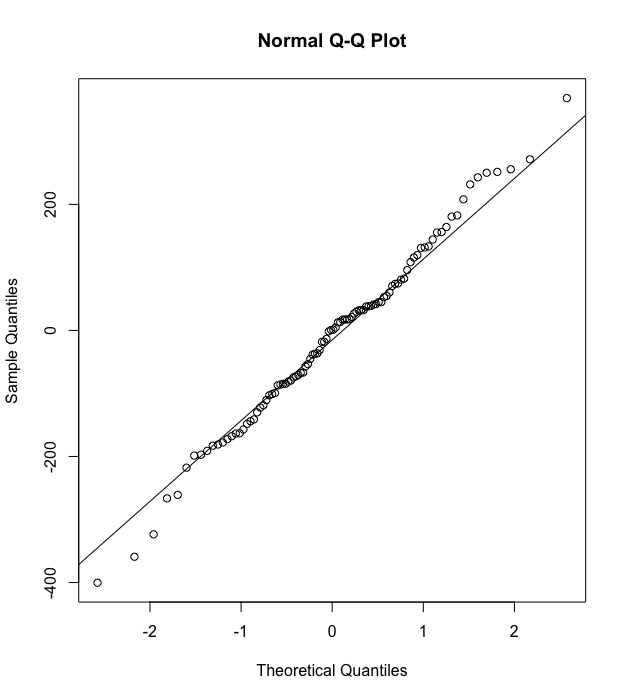 Normal Q-Q Plot
200
0
-200
-400
Sample Quantiles
-2 -1 0 1 2
Theoretical Quantiles